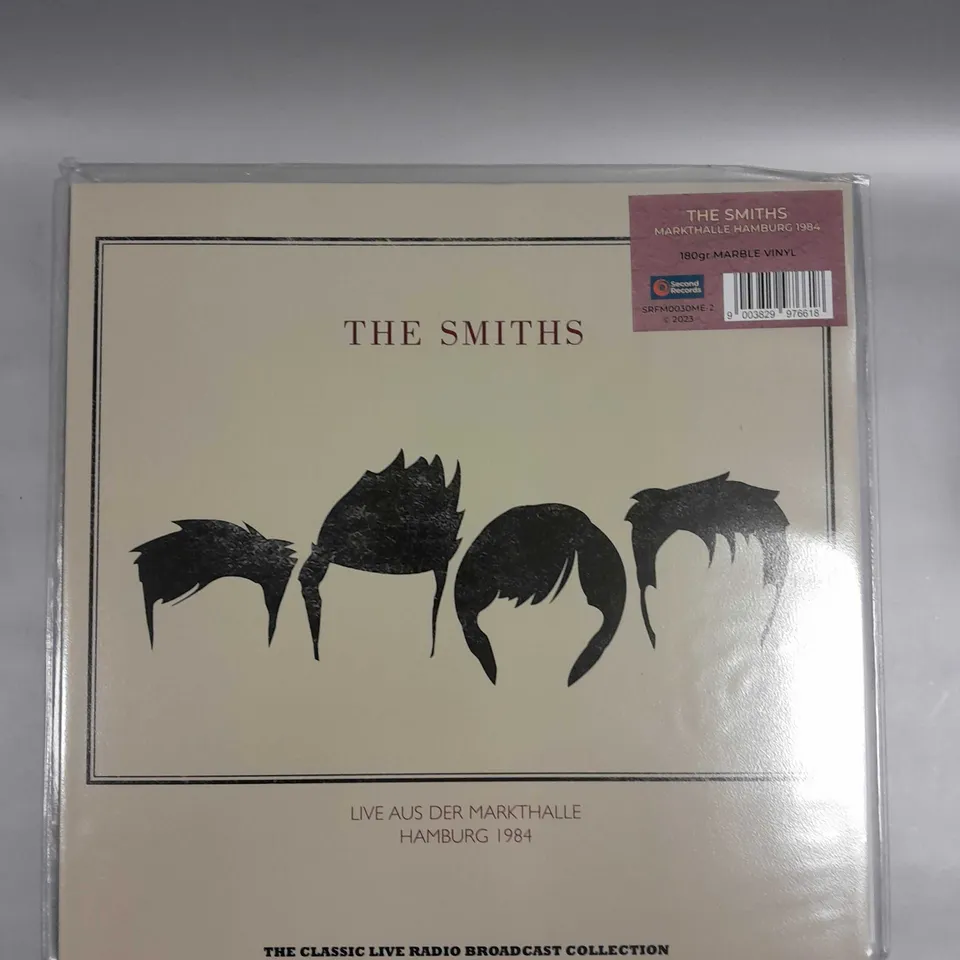 THE SMITHS
MARKTHALLE HAMBURG 1984
180gr. MARBLE VINYL
Second
Records
SRFM0030ME-2
© 2023
9 003829 976618
THE SMITHS
LIVE AUS DER MARKTHALLE
HAMBURG 1984
THE CLASSIC LIVE RADIO BROADCAST COLLECTION